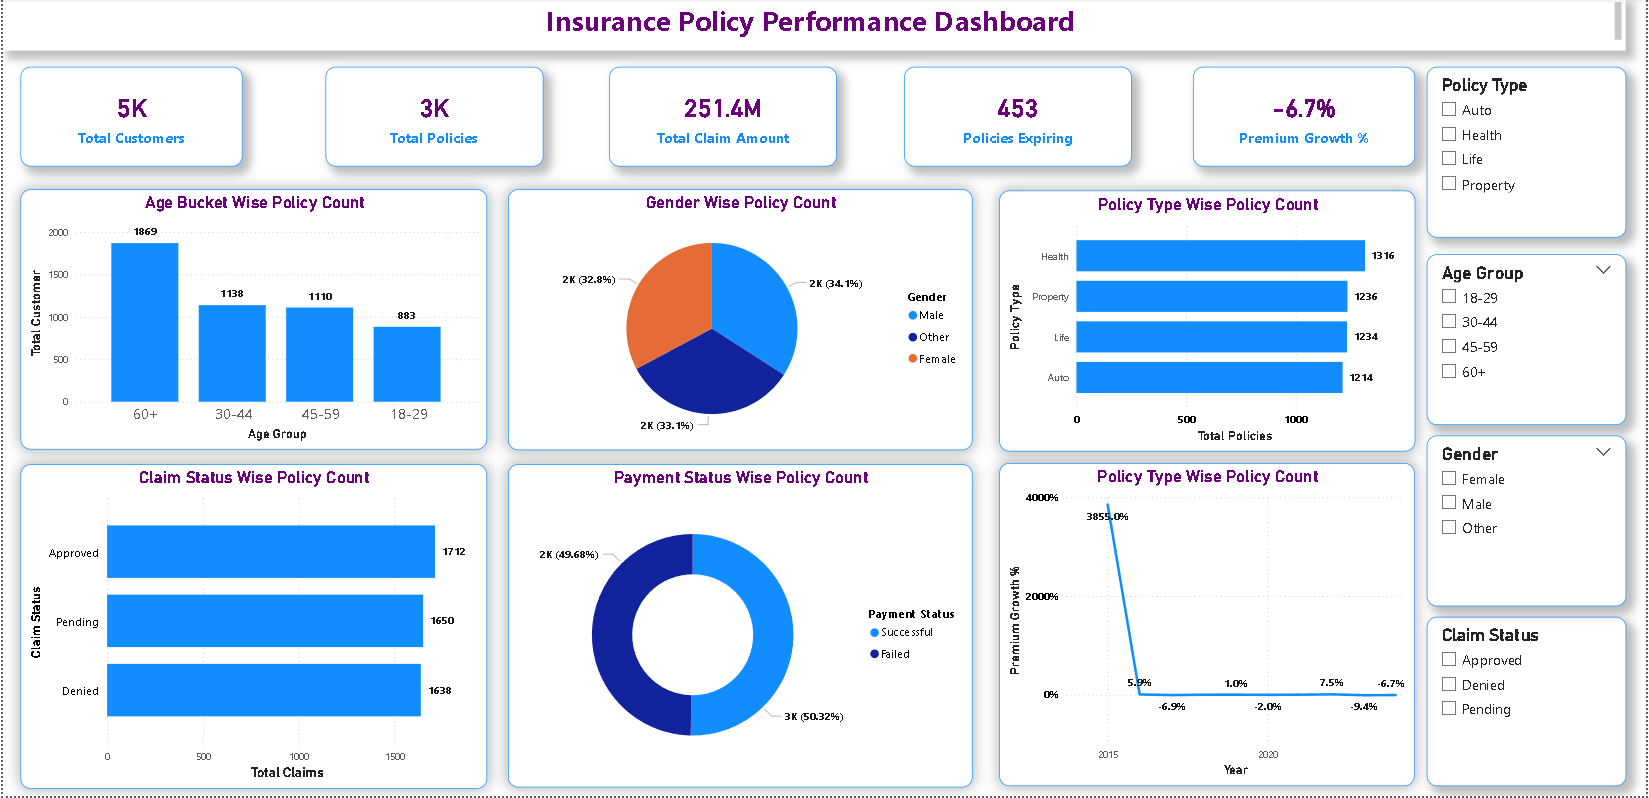 Insurance Policy Performance Dashboard
5K
Total Customers
3K
Total Policies
251.4M
Total Claim Amount
453
Policies Expiring
-6.7%
Premium Growth %
Policy Type
Auto
Health
Life
Property
Age Bucket Wise Policy Count
Total Customer
2000
1500
1000
500
0
1869
1138
1110
883
60+
30-44
45-59
18-29
Age Group
Gender Wise Policy Count
2K (32.8%)
2K (34.1%)
2K (33.1%)
Gender
Male
Other
Female
Policy Type Wise Policy Count
Policy Type
Health
1316
Property
1236
Life
1234
Auto
1214
0
500
1000
Total Policies
Age Group
18-29
30-44
45-59
60+
Claim Status Wise Policy Count
Claim Status
Approved
1712
Pending
1650
Denied
1638
0
500
1000
1500
Total Claims
Payment Status Wise Policy Count
2K (49.68%)
3K (50.32%)
Payment Status
Successful
Failed
Policy Type Wise Policy Count
Premium Growth %
4000%
2000%
0%
3855.0%
5.9%
-6.9%
1.0%
-2.0%
7.5%
-9.4%
-6.7%
2015
2020
Year
Gender
Female
Male
Other
Claim Status
Approved
Denied
Pending